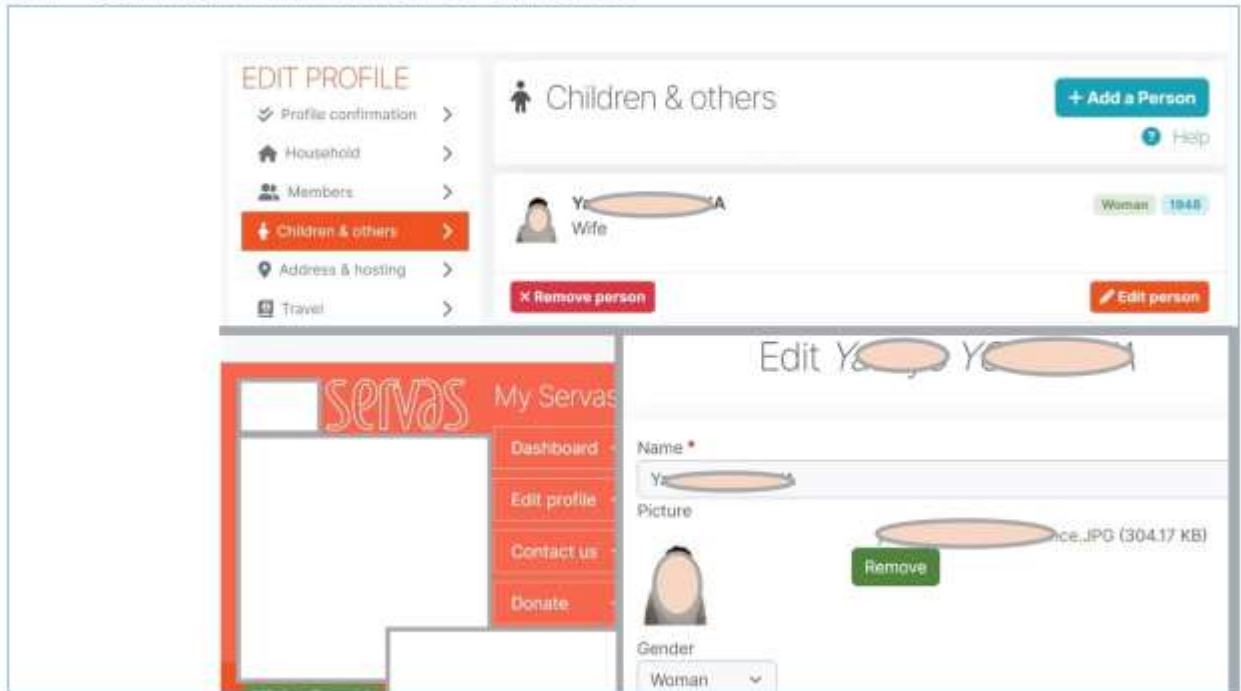 EDIT PROFILE
Profile confirmation
Household
Members
Children & others
Address & hosting
Travel
Children & others
+ Add a Person
? Help
Wife
Woman 1948
× Remove person
Edit person
servas
My Servas
Dashboard
Edit profile
Contact us
Donate
Edit
Name *
Picture
nce.JPG (304.17 KB)
Remove
Gender
Woman